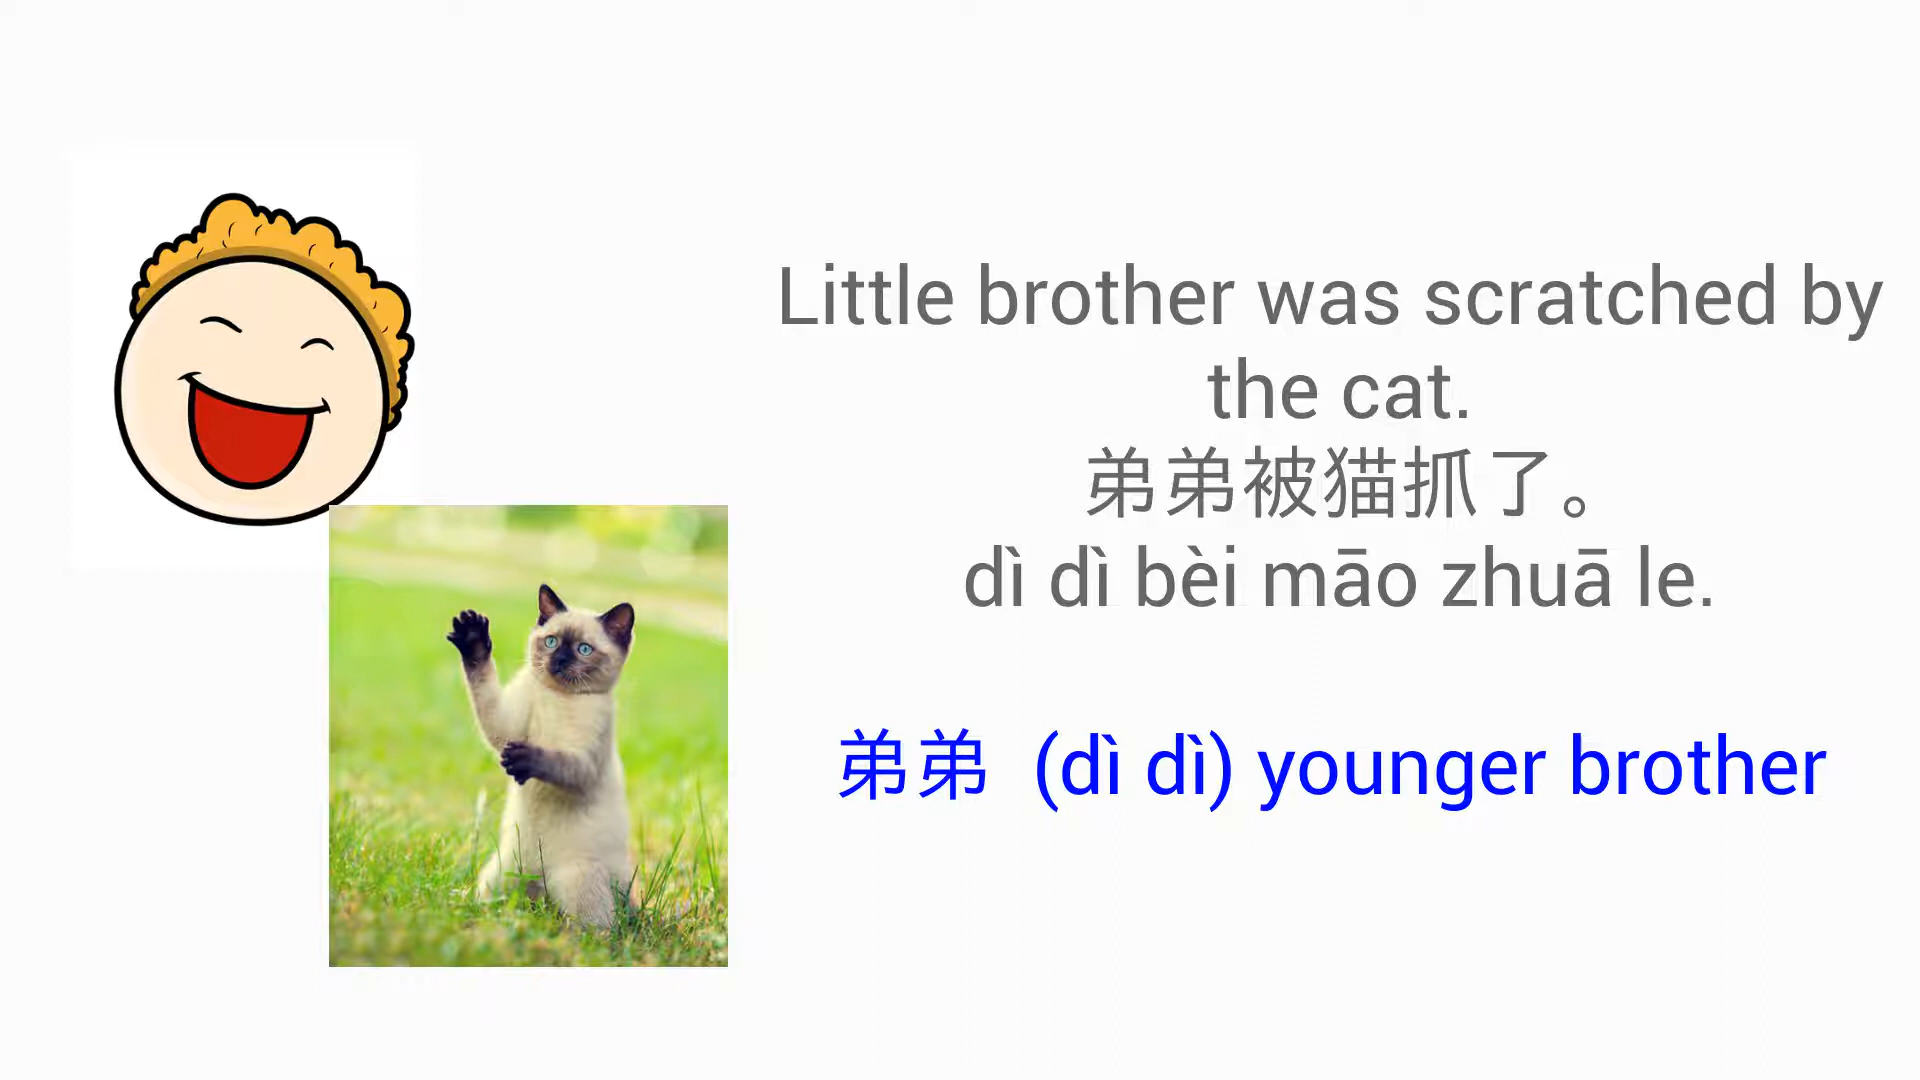 Little brother was scratched by
the cat.
弟弟被猫抓了。
dì dì bèi māo zhuā le.
弟弟 (dì dì) younger brother